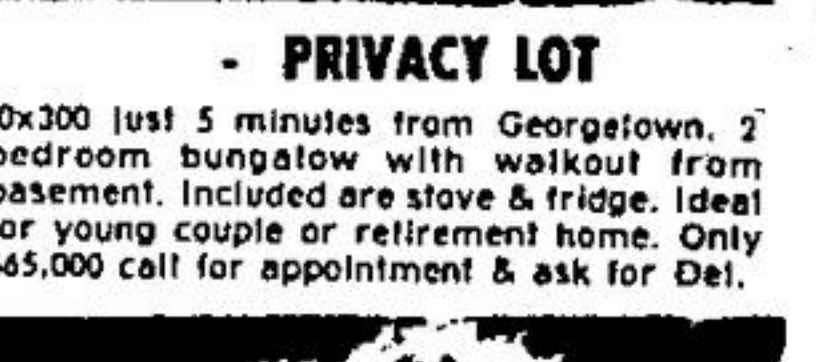 - PRIVACY LOT
0x300 just 5 minutes from Georgetown. 2
bedroom bungalow with walkout from
basement. Included are stove & fridge. Ideal
or young couple or retirement home. Only
65,000 call for appointment & ask for Del.